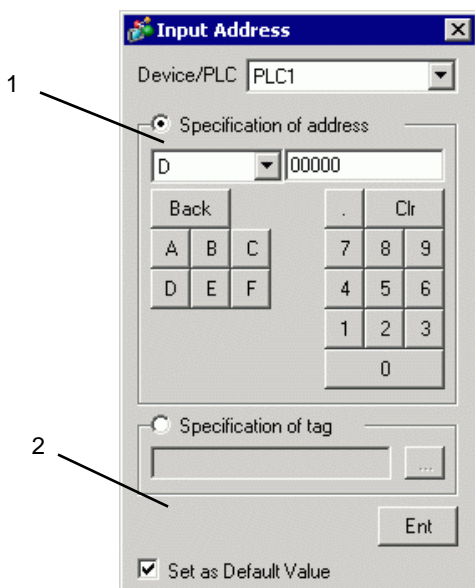 Input Address
Device/PLC PLC1
1
Specification of address
D 00000
Back . Clr
A B C 7 8 9
D E F 4 5 6
1 2 3
0
Specification of tag
2
...
Ent
Set as Default Value